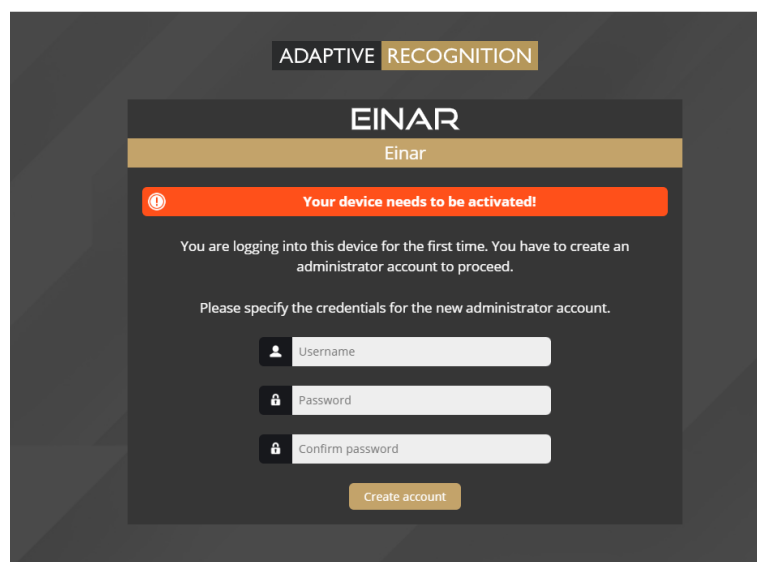 ADAPTIVE RECOGNITION
EINAR
Einar
Your device needs to be activated!
You are logging into this device for the first time. You have to create an
administrator account to proceed.
Please specify the credentials for the new administrator account.
Username
Password
Confirm password
Create account